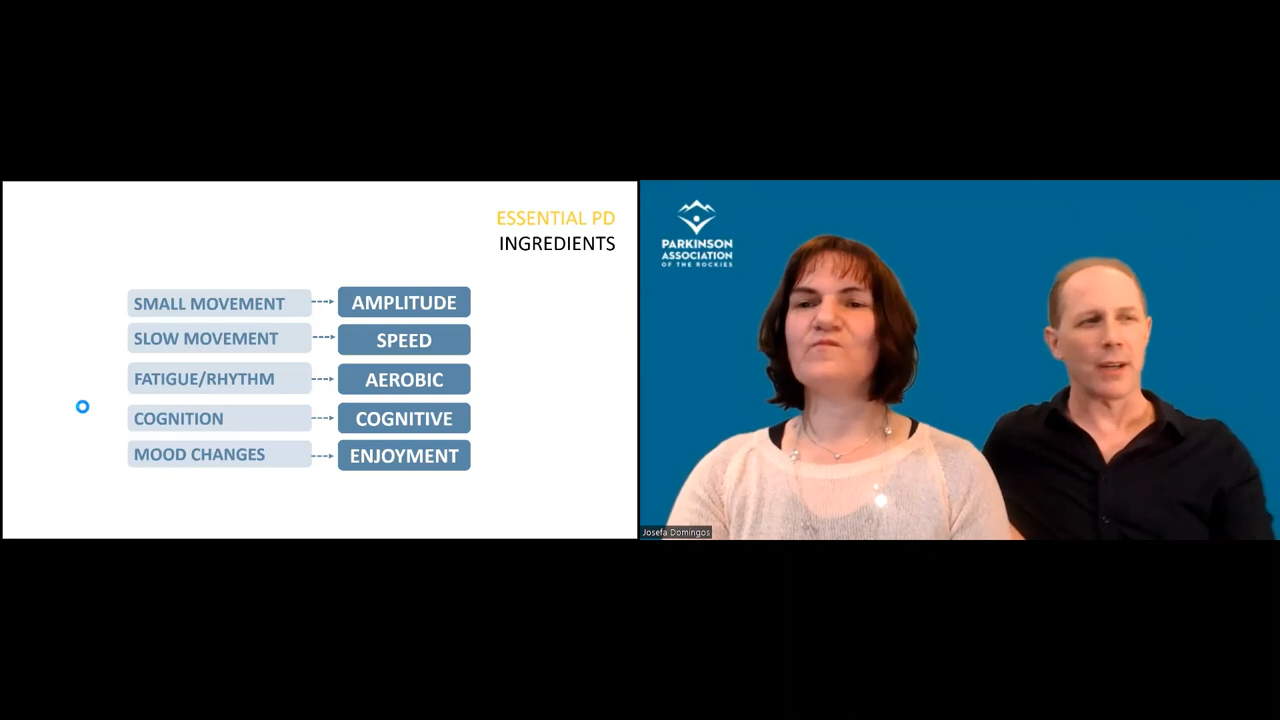 ESSENTIAL PD
INGREDIENTS
SMALL MOVEMENT
AMPLITUDE
SLOW MOVEMENT
SPEED
FATIGUE/RHYTHM
AEROBIC
COGNITION
COGNITIVE
MOOD CHANGES
ENJOYMENT
PARKINSON
ASSOCIATION
OF THE ROCKIES
Josefa Domingos